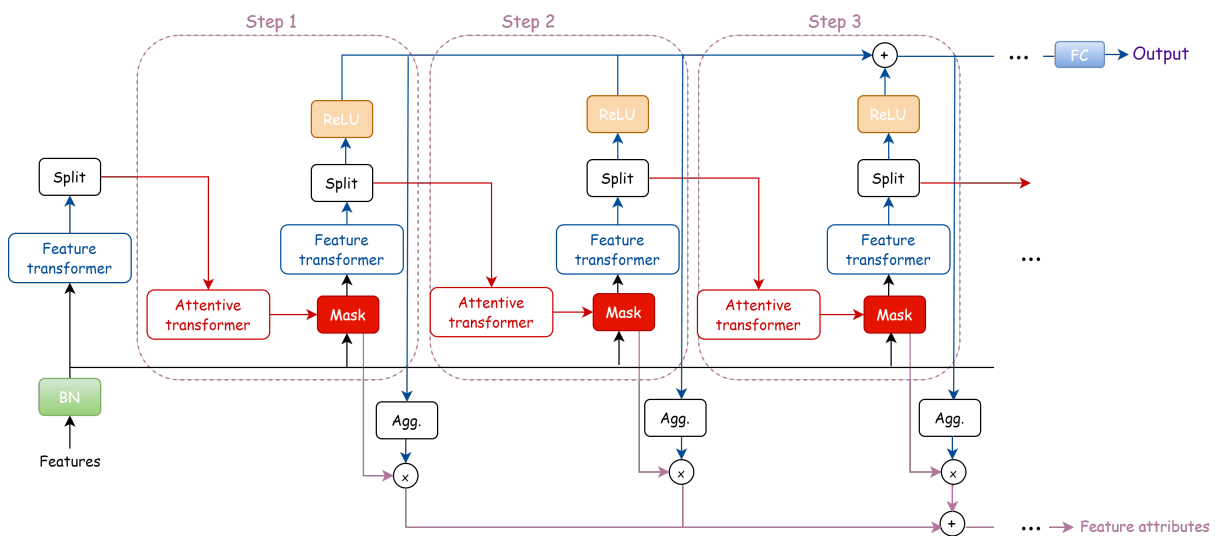 Step 1
Step 2
Step 3
+
...
FC
Output
ReLU
ReLU
ReLU
Split
Split
Split
Split
Feature
transformer
Feature
transformer
Feature
transformer
Feature
transformer
...
Attentive
transformer
Mask
Attentive
transformer
Mask
Attentive
transformer
Mask
BN
Agg.
Agg.
Agg.
Features
x
x
x
+
...
Feature attributes